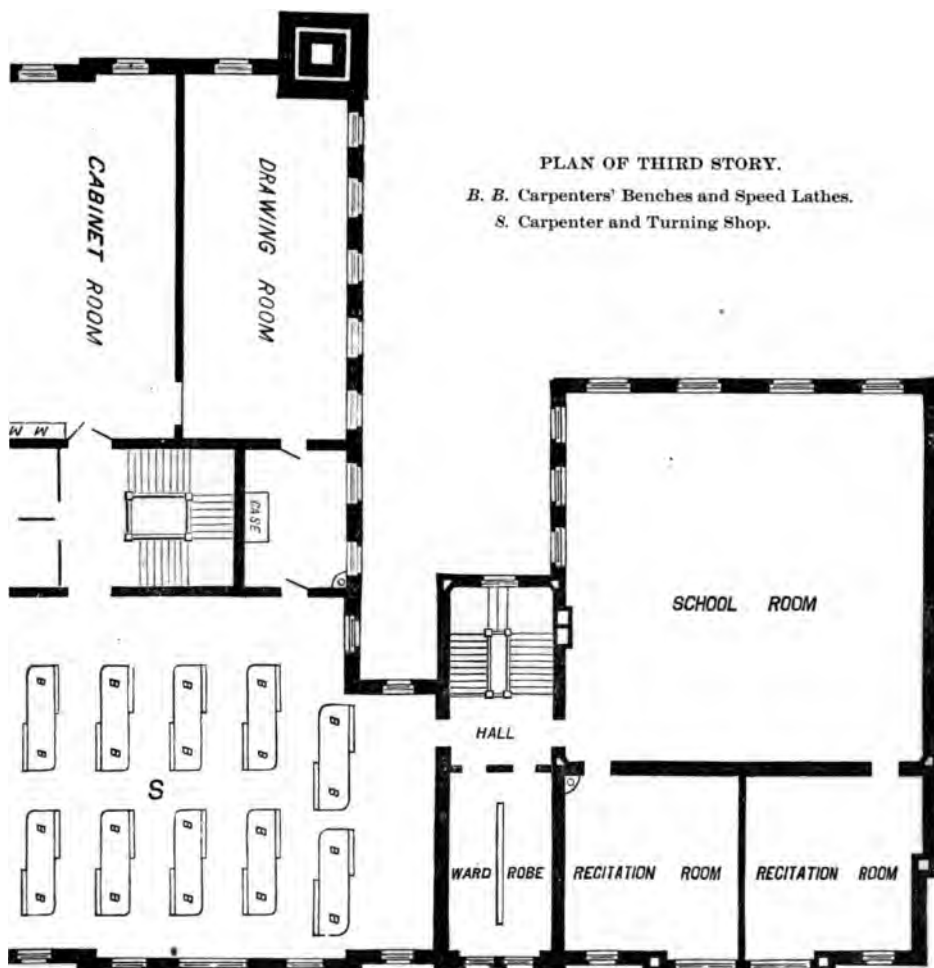 PLAN OF THIRD STORY.
B. B. Carpenters' Benches and Speed Lathes.
S. Carpenter and Turning Shop.
CABINET ROOM
DRAWING ROOM
M M
CASE
SCHOOL ROOM
HALL
B B B B B
B B B B B
S
B B B B B
B B B B B
WARD ROBE
RECITATION ROOM
RECITATION ROOM